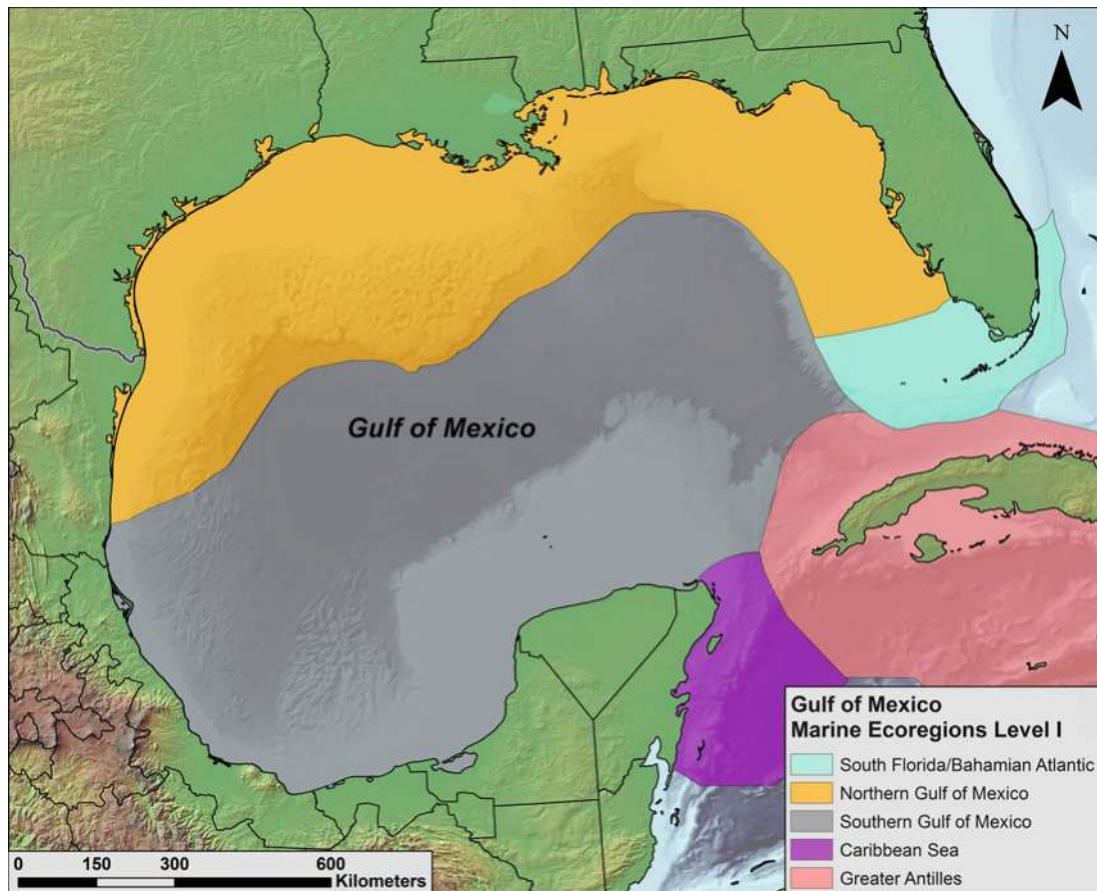 N
Gulf of Mexico
Gulf of Mexico
Marine Ecoregions Level I
South Florida/Bahamian Atlantic
Northern Gulf of Mexico
Southern Gulf of Mexico
Caribbean Sea
Greater Antilles
0 150 300 600
Kilometers